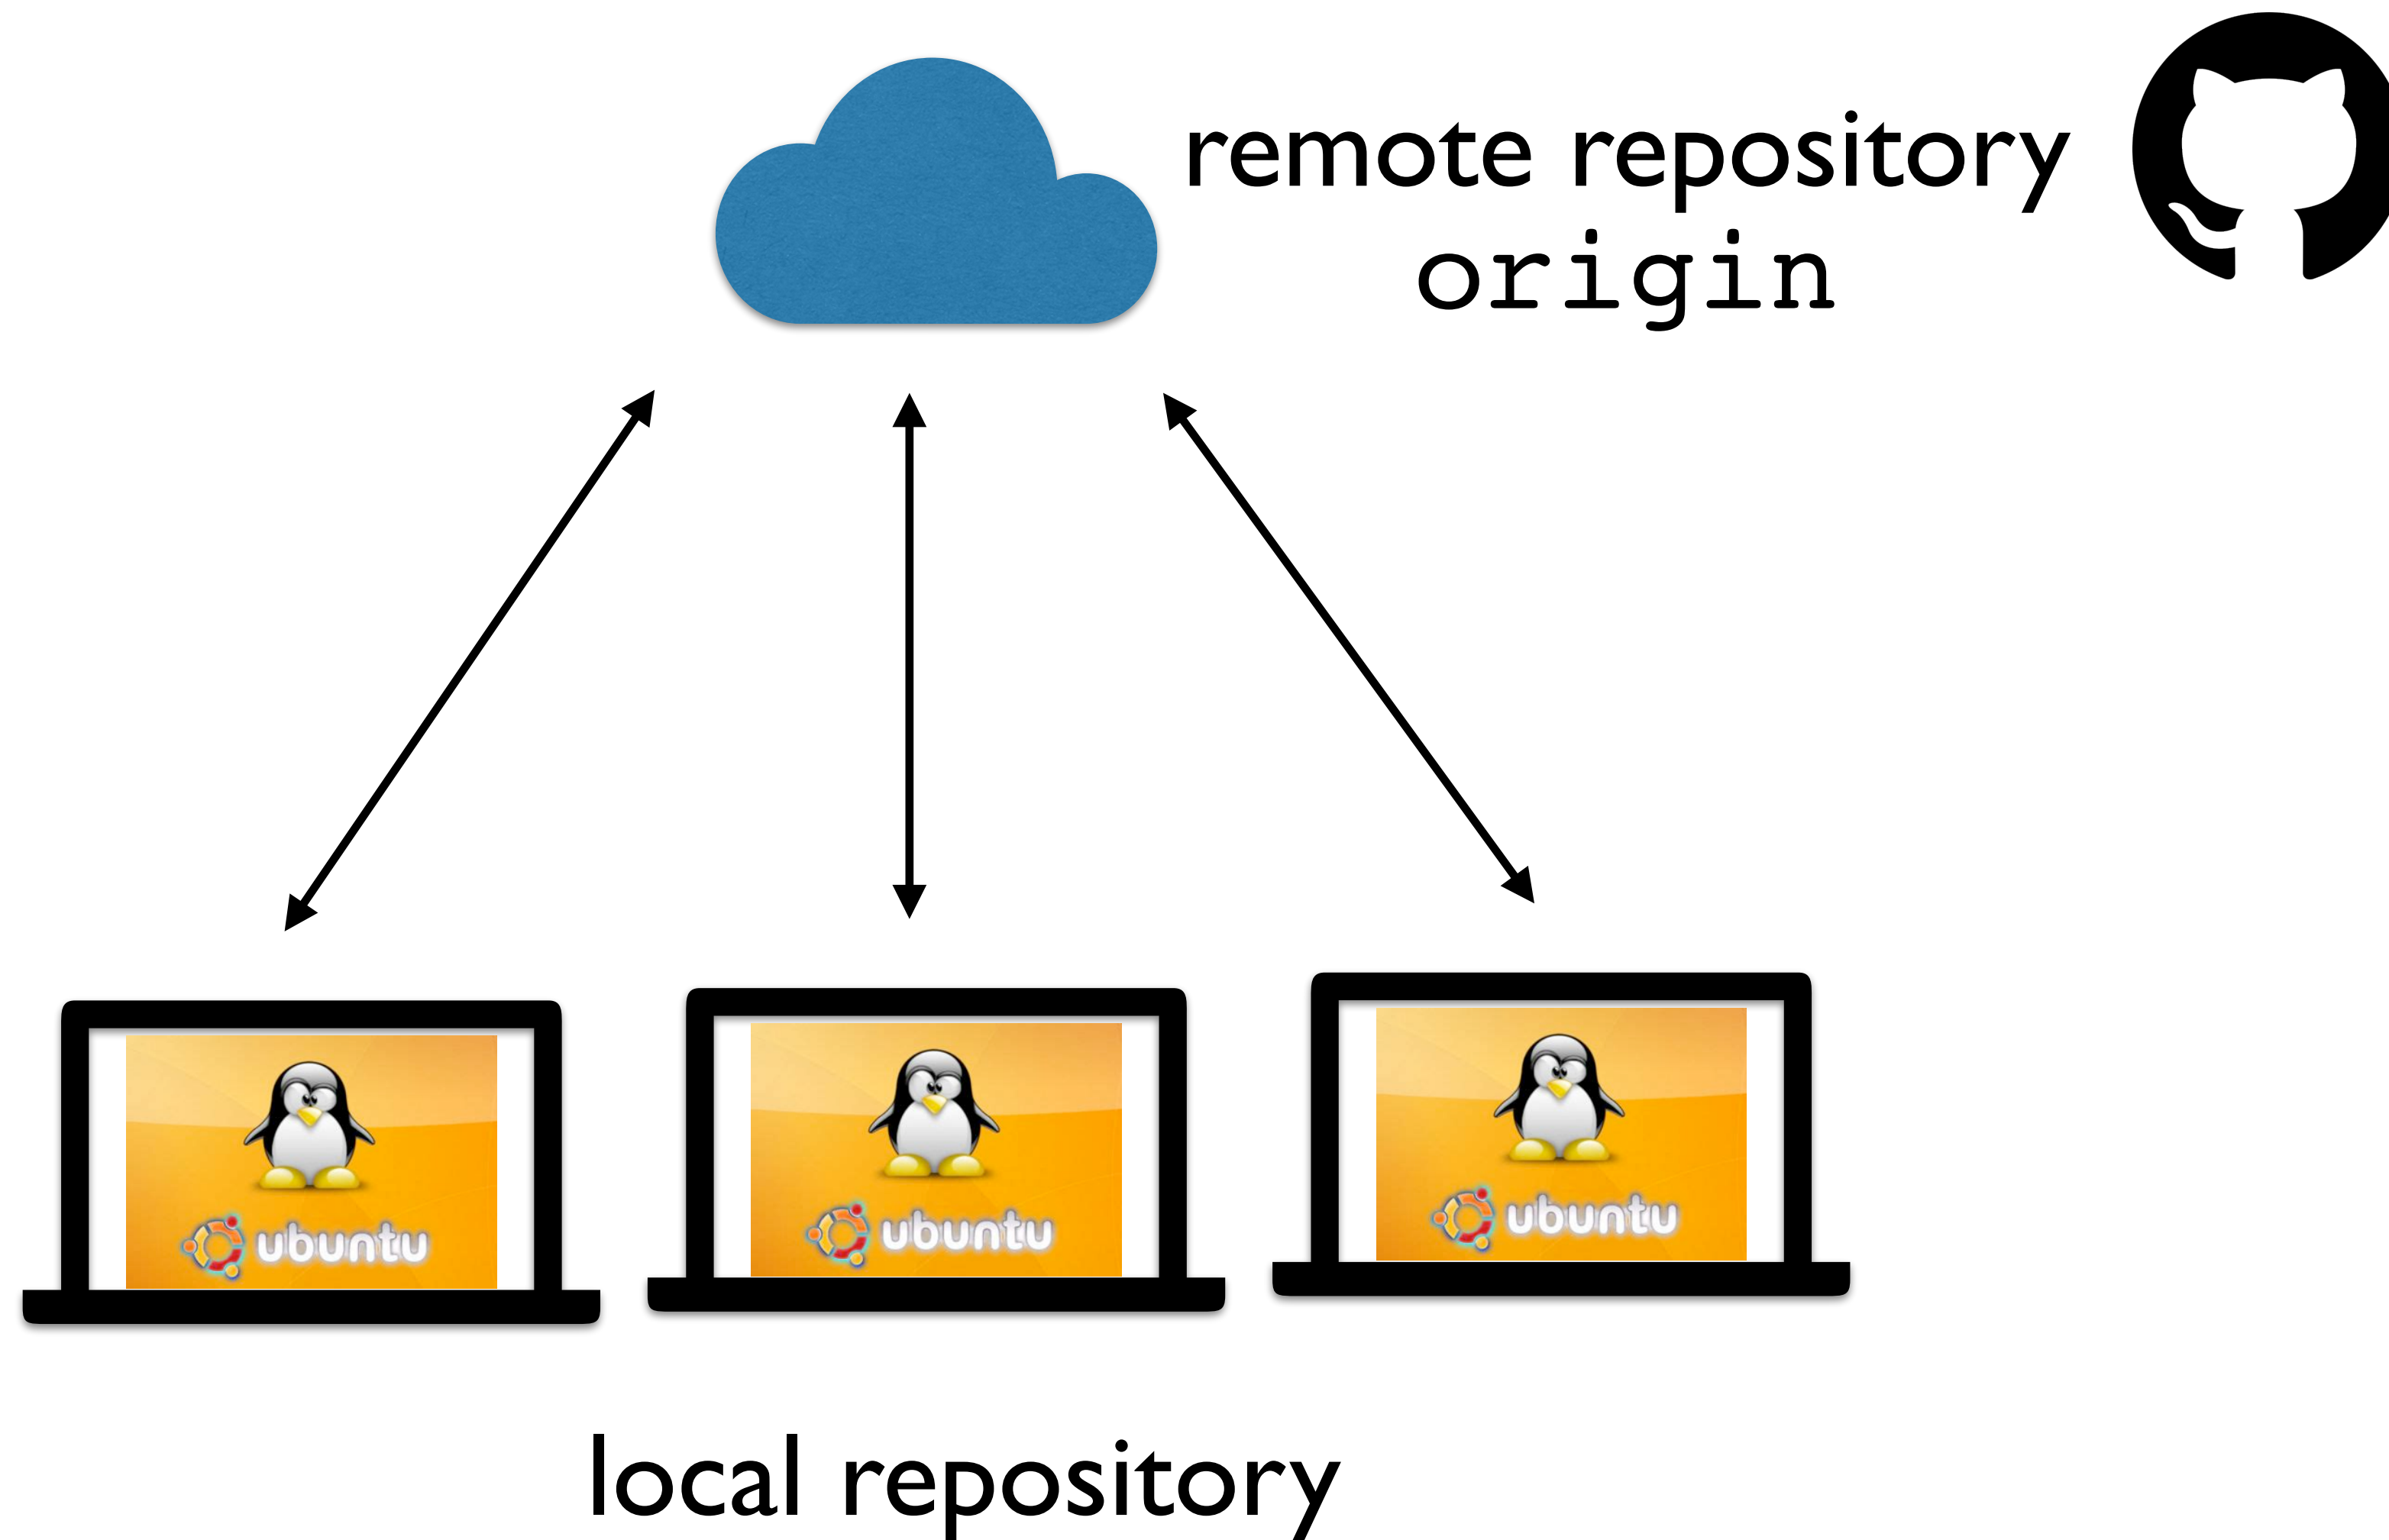 remote repository
origin
ubuntu
ubuntu
ubuntu
local repository